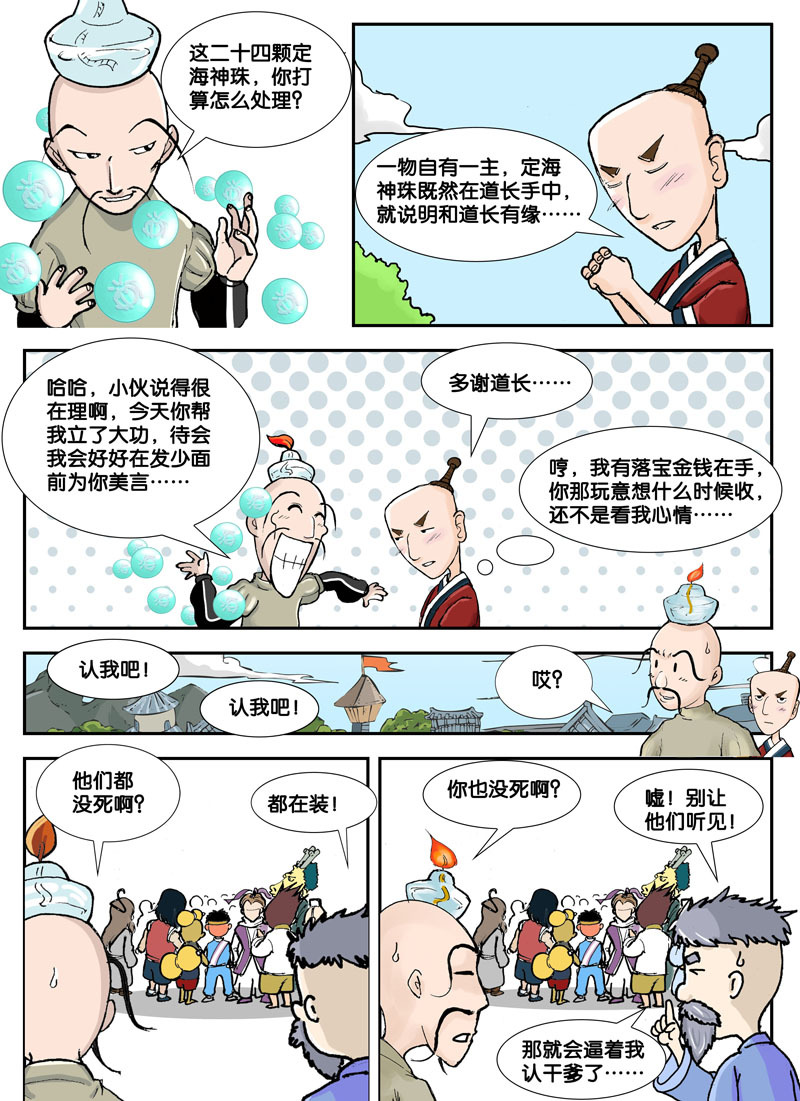 这二十四颗定
海神珠，你打
算怎么处理？
一物自有一主，定海
神珠既然在道长手中，
就说明和道长有缘……
哈哈，小伙说得很
在理啊，今天你帮
我立了大功，待会
我会好好在发少面
前为你美言……
多谢道长……
哼，我有落宝金钱在手，
你那玩意想什么时候收，
还不是看我心情……
认我吧！
认我吧！
哎？
他们都
没死啊？
都在装！
你也没死啊？
嘘！别让
他们听见！
那就会逼着我
认干爹了……